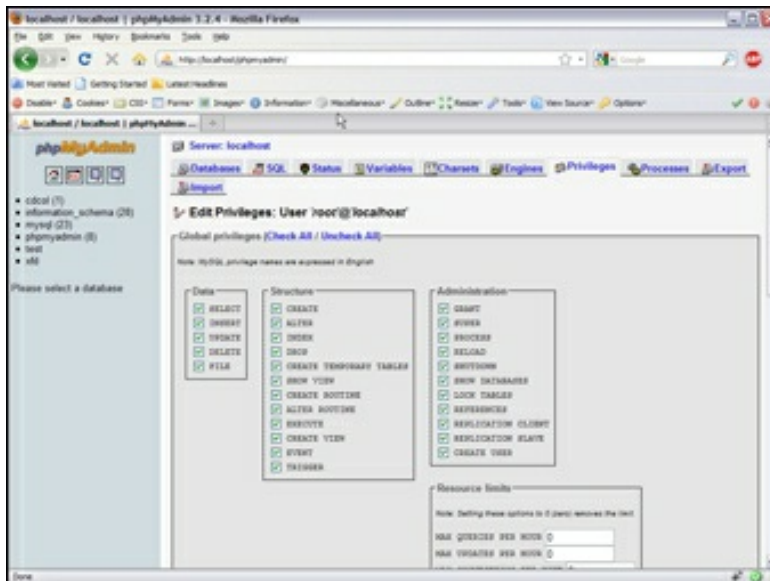 localhost / localhost | phpMyAdmin 3.2.4 - Mozilla Firefox
File Edit View History Bookmarks Tools Help
http://localhost/phpmyadmin/
Google
Most Visited Getting Started Latest Headlines
Disable Cookies CSS Forms Images Information Miscellaneous Outline Resize Tools View Source Options
localhost / localhost | phpMyAdmin ...
phpMyAdmin
Server: localhost
Databases SQL Status Variables Charsets Engines Privileges Processes Export
Import
cdcol (1)
information_schema (28)
mysql (23)
phpmyadmin (8)
test
Please select a database
Edit Privileges: User 'root'@'localhost'
Global privileges (Check All / Uncheck All)
Note: MySQL privilege names are expressed in English
Data
SELECT
INSERT
UPDATE
DELETE
FILE
Structure
CREATE
ALTER
INDEX
DROP
CREATE TEMPORARY TABLES
SHOW VIEW
CREATE ROUTINE
ALTER ROUTINE
EXECUTE
CREATE VIEW
EVENT
TRIGGER
Administration
GRANT
SUPER
PROCESS
RELOAD
SHUTDOWN
SHOW DATABASES
LOCK TABLES
REFERENCES
REPLICATION CLIENT
REPLICATION SLAVE
CREATE USER
Resource limits
Note: Setting these options to 0 (zero) removes the limit.
MAX QUERIES PER HOUR 0
MAX UPDATES PER HOUR 0
Done